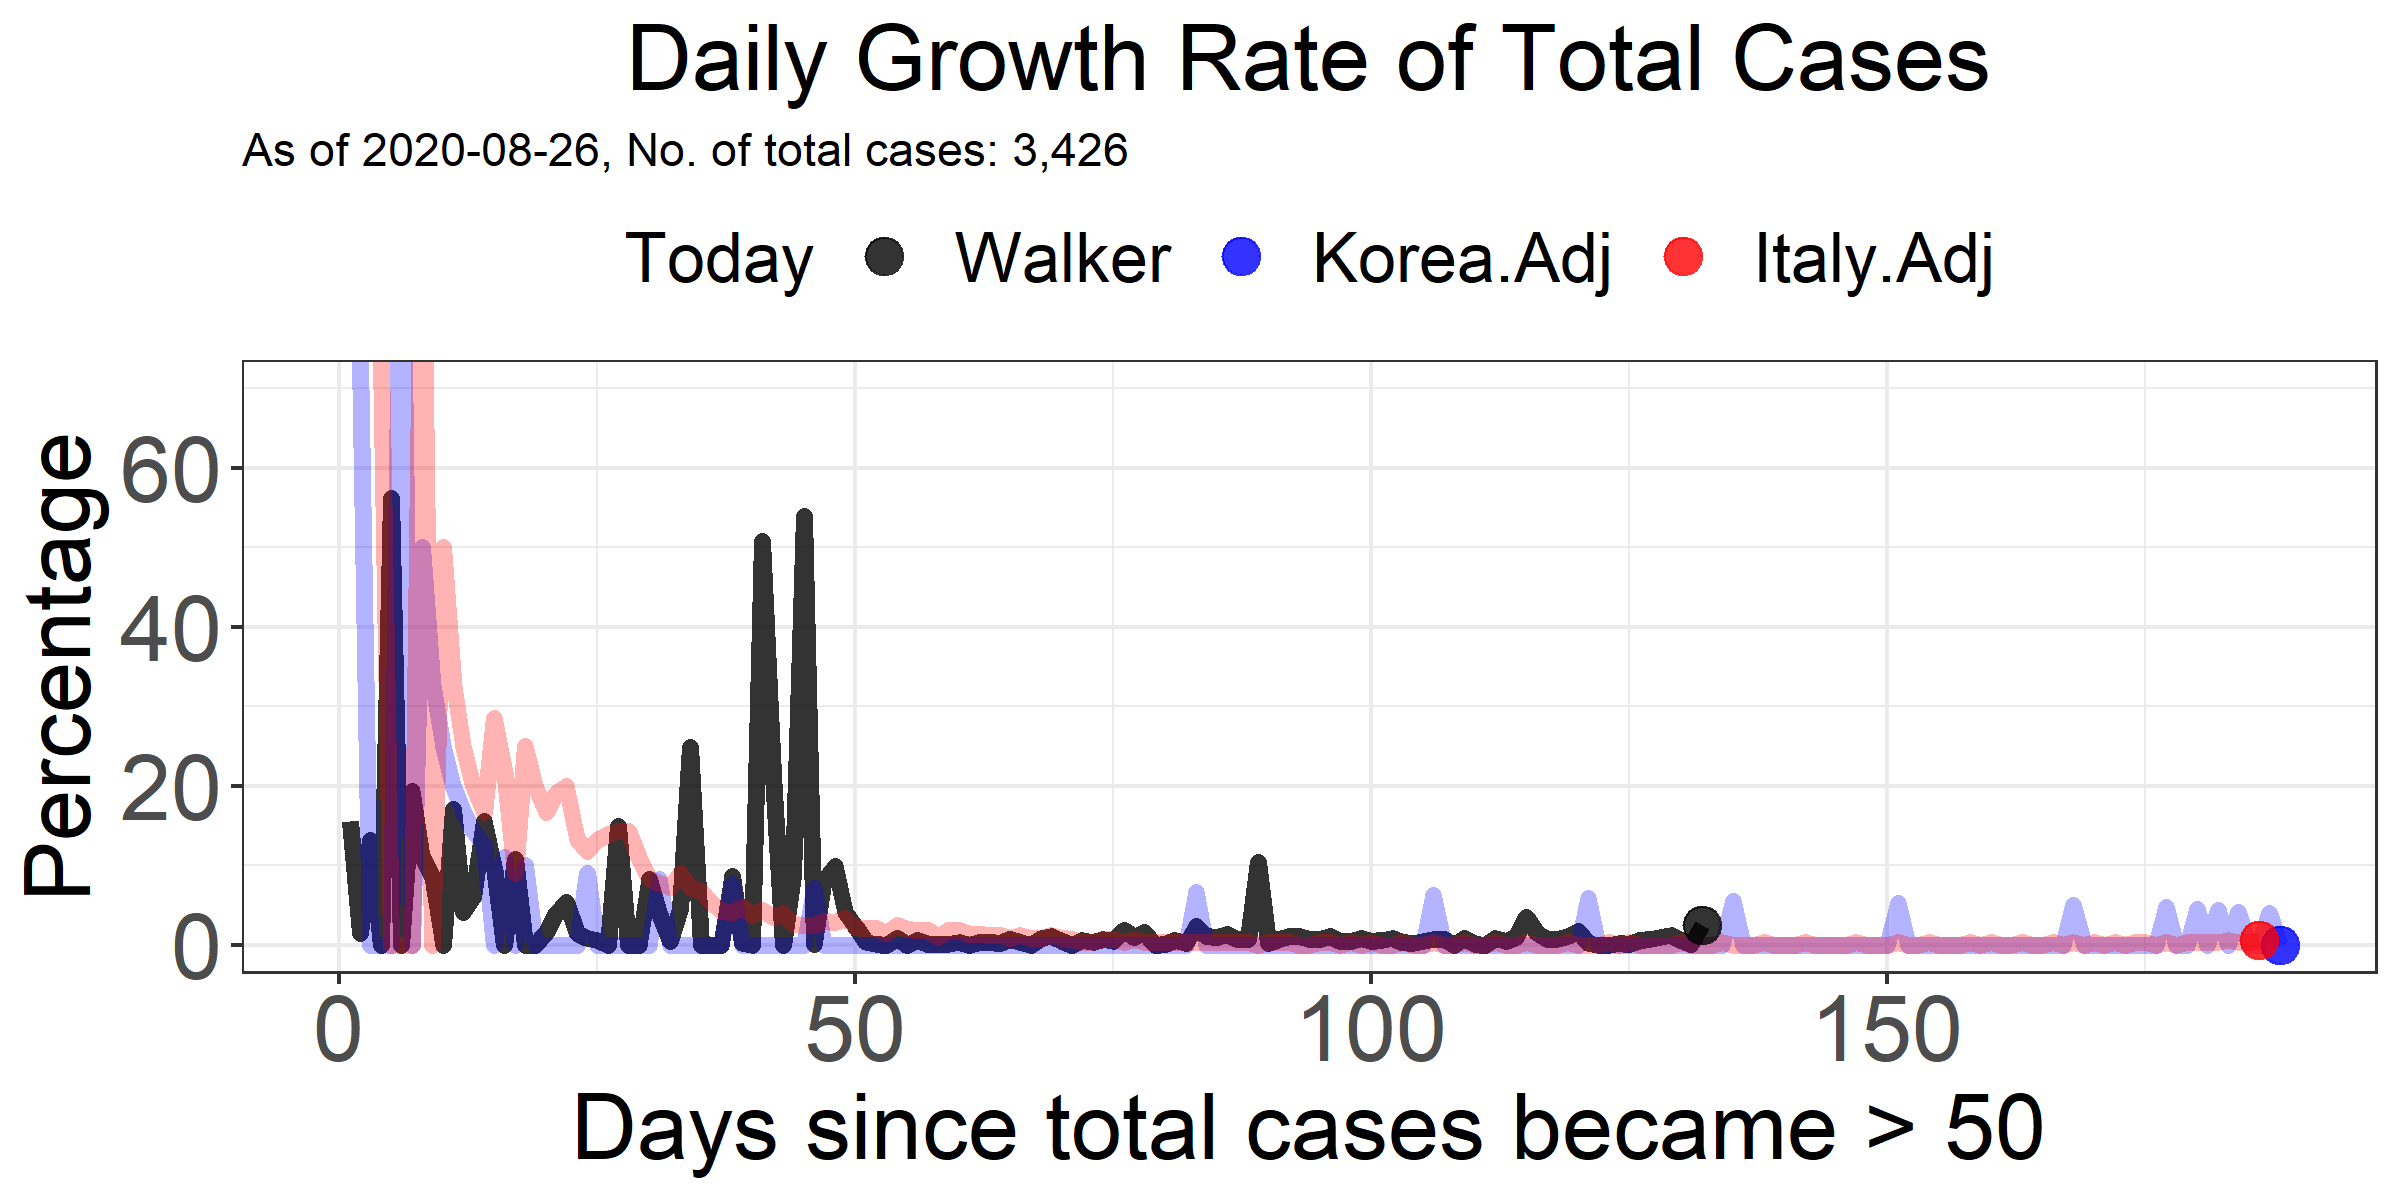 Daily Growth Rate of Total Cases
As of 2020-08-26, No. of total cases: 3,426
Today Walker Korea.Adj Italy.Adj
Percentage
60
40
20
0
0 50 100 150
Days since total cases became > 50